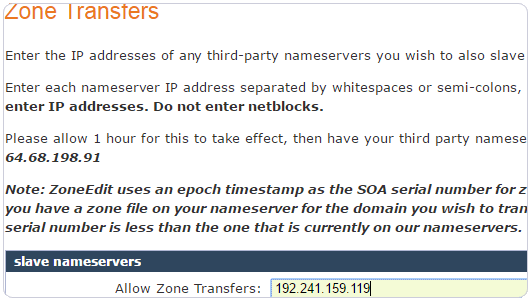 Zone Transfers
Enter the IP addresses of any third-party nameservers you wish to also slave
Enter each nameserver IP address separated by whitespaces or semi-colons,
enter IP addresses. Do not enter netblocks.
Please allow 1 hour for this to take effect, then have your third party namese
64.68.198.91
Note: ZoneEdit uses an epoch timestamp as the SOA serial number for z
you have a zone file on your nameserver for the domain you wish to tran
serial number is less than the one that is currently on our nameservers.
slave nameservers
Allow Zone Transfers: 192.241.159.119